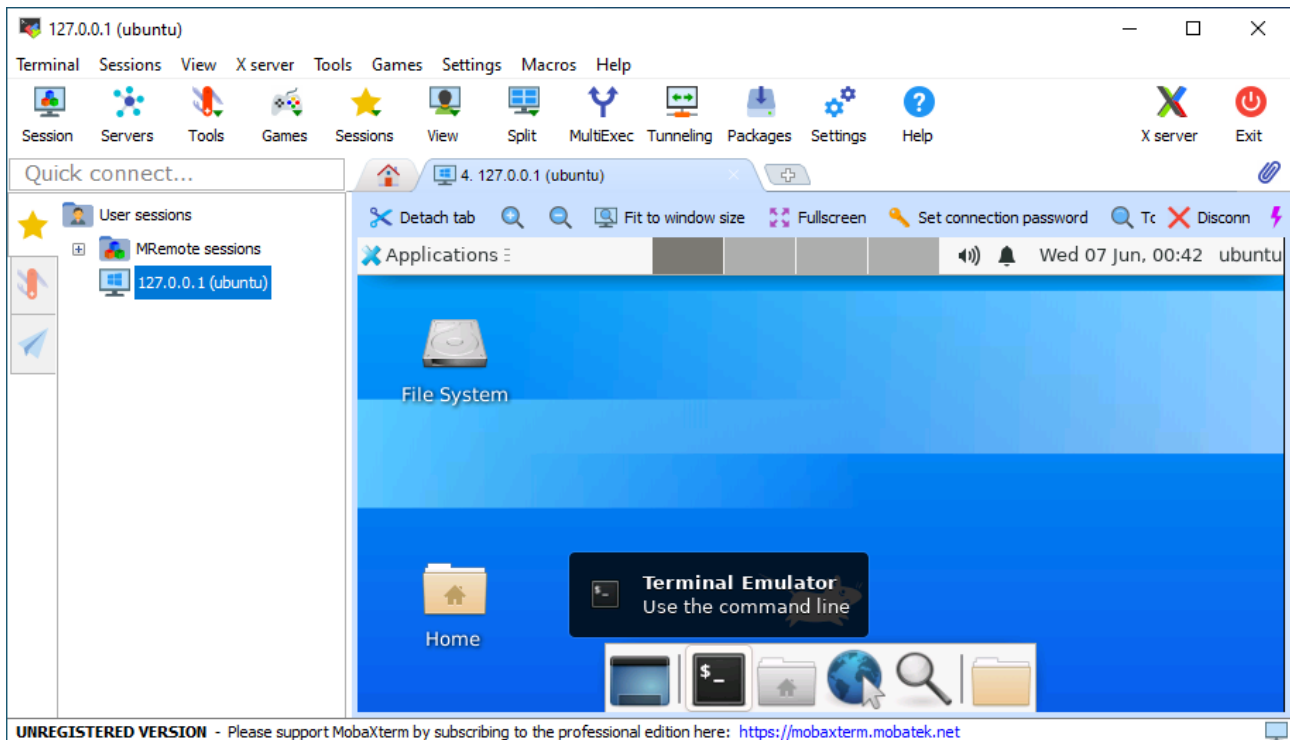 127.0.0.1 (ubuntu)
Terminal Sessions View X server Tools Games Settings Macros Help
Session Servers Tools Games Sessions View Split MultiExec Tunneling Packages Settings Help X server Exit
Quick connect...
4. 127.0.0.1 (ubuntu)
User sessions
MRemote sessions
127.0.0.1 (ubuntu)
Detach tab Fit to window size Fullscreen Set connection password Tc Disconn
Applications Wed 07 Jun, 00:42 ubuntu
File System
Terminal Emulator
Use the command line
Home
$_
UNREGISTERED VERSION - Please support MobaXterm by subscribing to the professional edition here: https://mobaxterm.mobatek.net